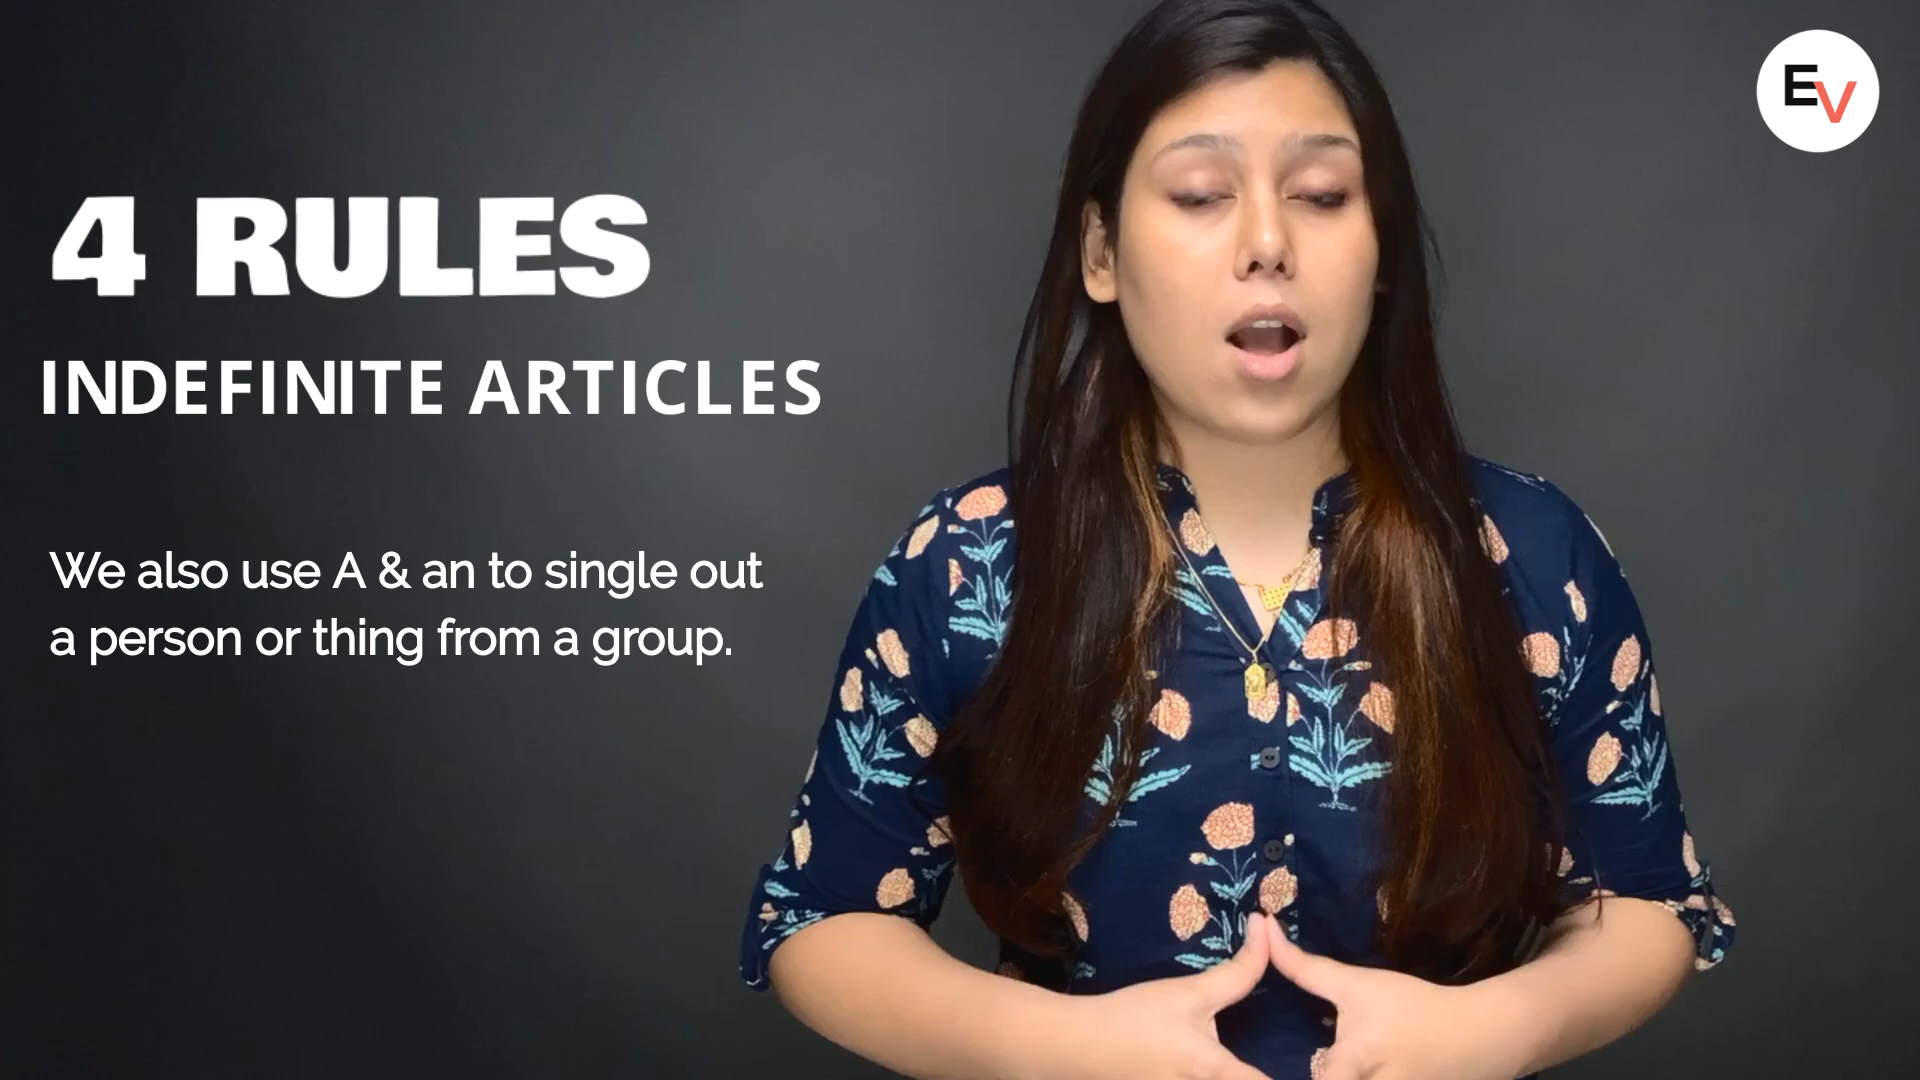 EV
4 RULES
INDEFINITE ARTICLES
We also use A & an to single out
a person or thing from a group.